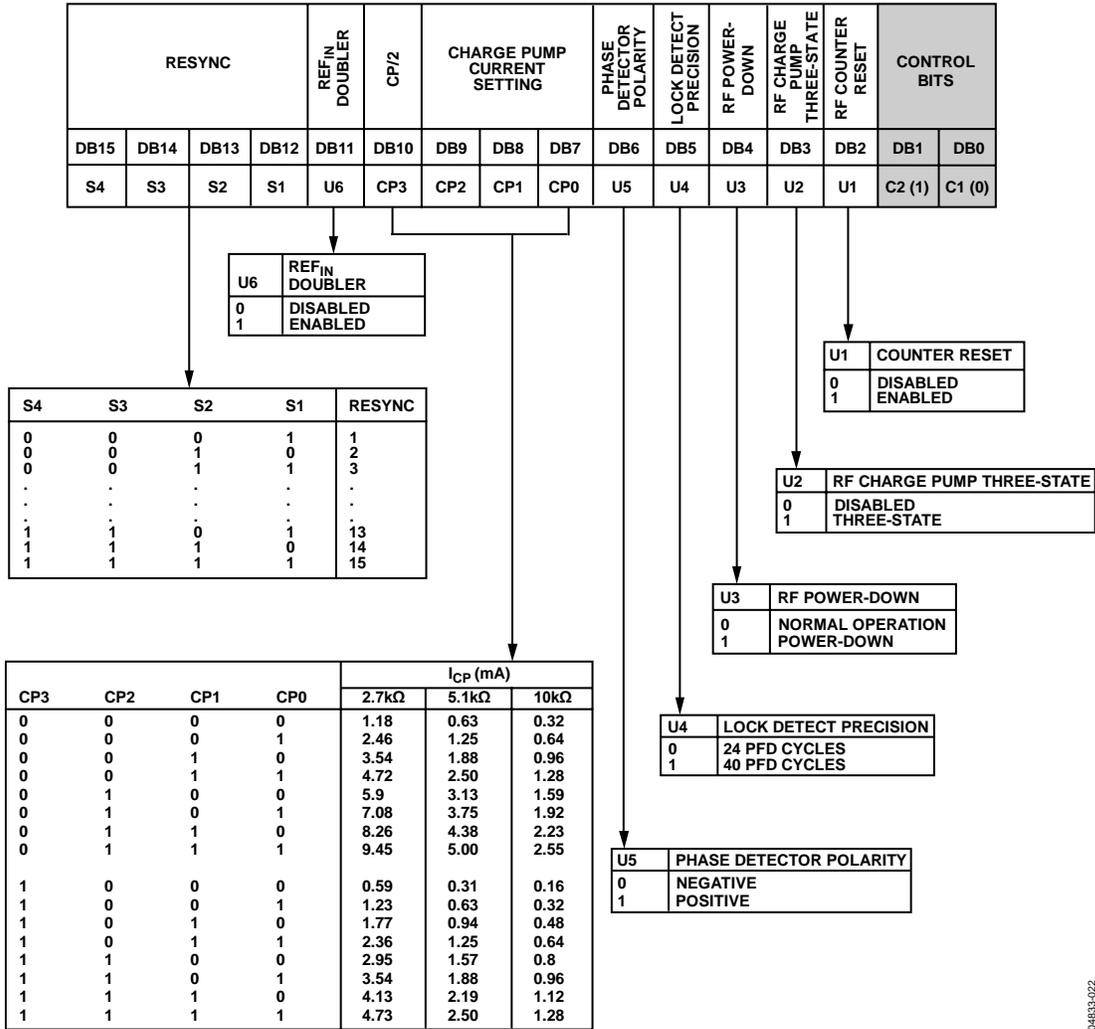 RESYNC
REFIN DOUBLER
CP/2
CHARGE PUMP
CURRENT
SETTING
PHASE
DETECTOR
POLARITY
LOCK DETECT
PRECISION
RF POWER-
DOWN
RF CHARGE
PUMP
THREE-STATE
RF COUNTER
RESET
CONTROL
BITS
DB15 DB14 DB13 DB12 DB11 DB10 DB9 DB8 DB7 DB6 DB5 DB4 DB3 DB2 DB1 DB0
S4 S3 S2 S1 U6 CP3 CP2 CP1 CP0 U5 U4 U3 U2 U1 C2 (1) C1 (0)
U6 REFIN
DOUBLER
0 DISABLED
1 ENABLED
U1 COUNTER RESET
0 DISABLED
1 ENABLED
S4 S3 S2 S1 RESYNC
0 0 0 1 1
0 0 1 0 2
0 0 1 1 3
. . . . .
. . . . .
. . . . .
1 1 0 1 13
1 1 1 0 14
1 1 1 1 15
U2 RF CHARGE PUMP THREE-STATE
0 DISABLED
1 THREE-STATE
U3 RF POWER-DOWN
0 NORMAL OPERATION
1 POWER-DOWN
ICP (mA)
CP3 CP2 CP1 CP0 2.7kΩ 5.1kΩ 10kΩ
0 0 0 0 1.18 0.63 0.32
0 0 0 1 2.46 1.25 0.64
0 0 1 0 3.54 1.88 0.96
0 0 1 1 4.72 2.50 1.28
0 1 0 0 5.9 3.13 1.59
0 1 0 1 7.08 3.75 1.92
0 1 1 0 8.26 4.38 2.23
0 1 1 1 9.45 5.00 2.55
1 0 0 0 0.59 0.31 0.16
1 0 0 1 1.23 0.63 0.32
1 0 1 0 1.77 0.94 0.48
1 0 1 1 2.36 1.25 0.64
1 1 0 0 2.95 1.57 0.8
1 1 0 1 3.54 1.88 0.96
1 1 1 0 4.13 2.19 1.12
1 1 1 1 4.73 2.50 1.28
U4 LOCK DETECT PRECISION
0 24 PFD CYCLES
1 40 PFD CYCLES
U5 PHASE DETECTOR POLARITY
0 NEGATIVE
1 POSITIVE
04833-022